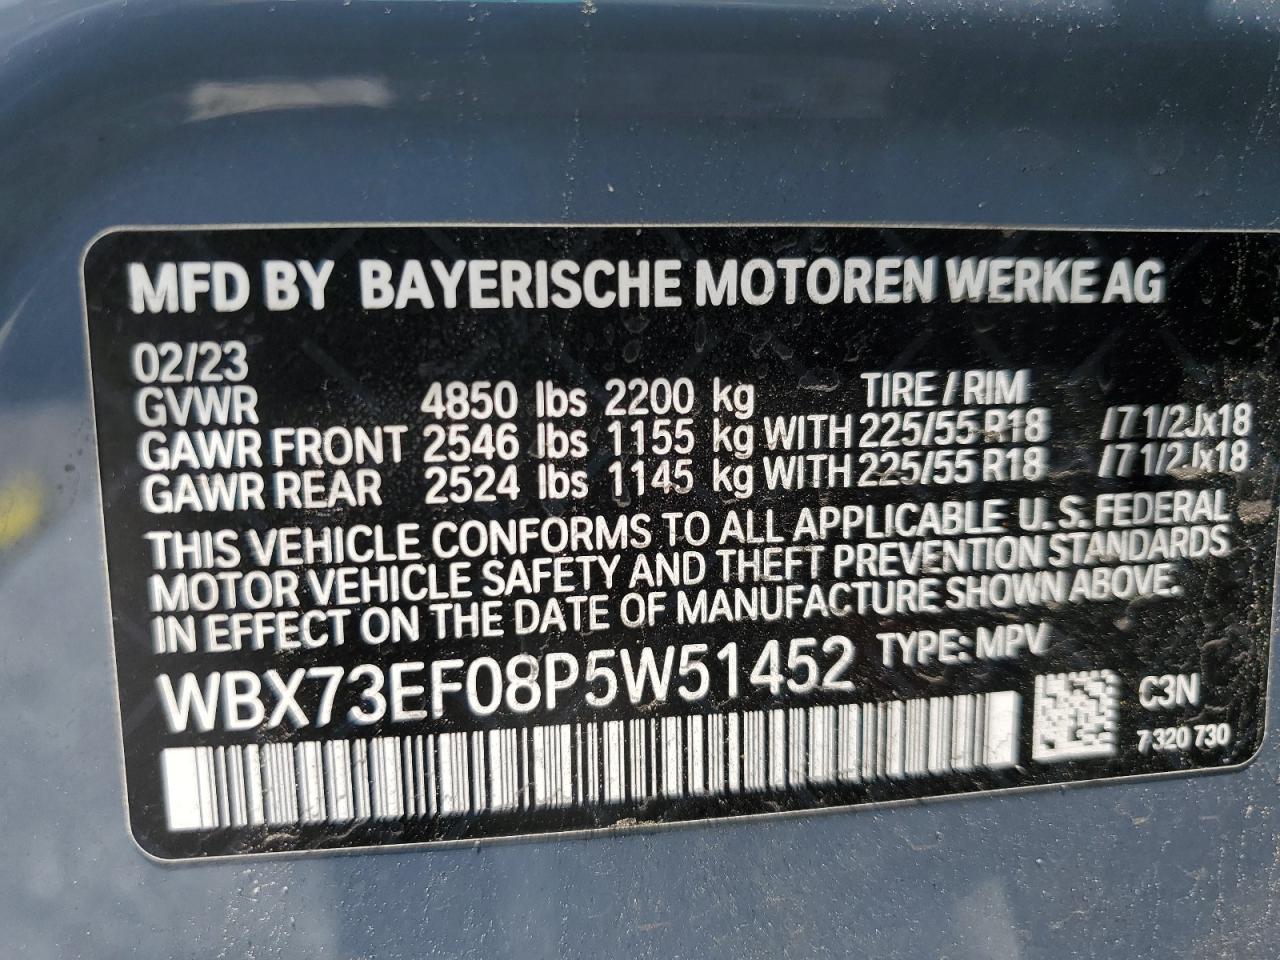 MFD BY BAYERISCHE MOTOREN WERKE AG
02/23
GVWR 4850 lbs 2200 kg TIRE / RIM
GAWR FRONT 2546 lbs 1155 kg WITH 225/55 R18 /7 1/2Jx18
GAWR REAR 2524 lbs 1145 kg WITH 225/55 R18 /7 1/2Jx18
THIS VEHICLE CONFORMS TO ALL APPLICABLE U.S. FEDERAL
MOTOR VEHICLE SAFETY AND THEFT PREVENTION STANDARDS
IN EFFECT ON THE DATE OF MANUFACTURE SHOWN ABOVE.
WBX73EF08P5W51452 TYPE: MPV
C3N
7 320 730